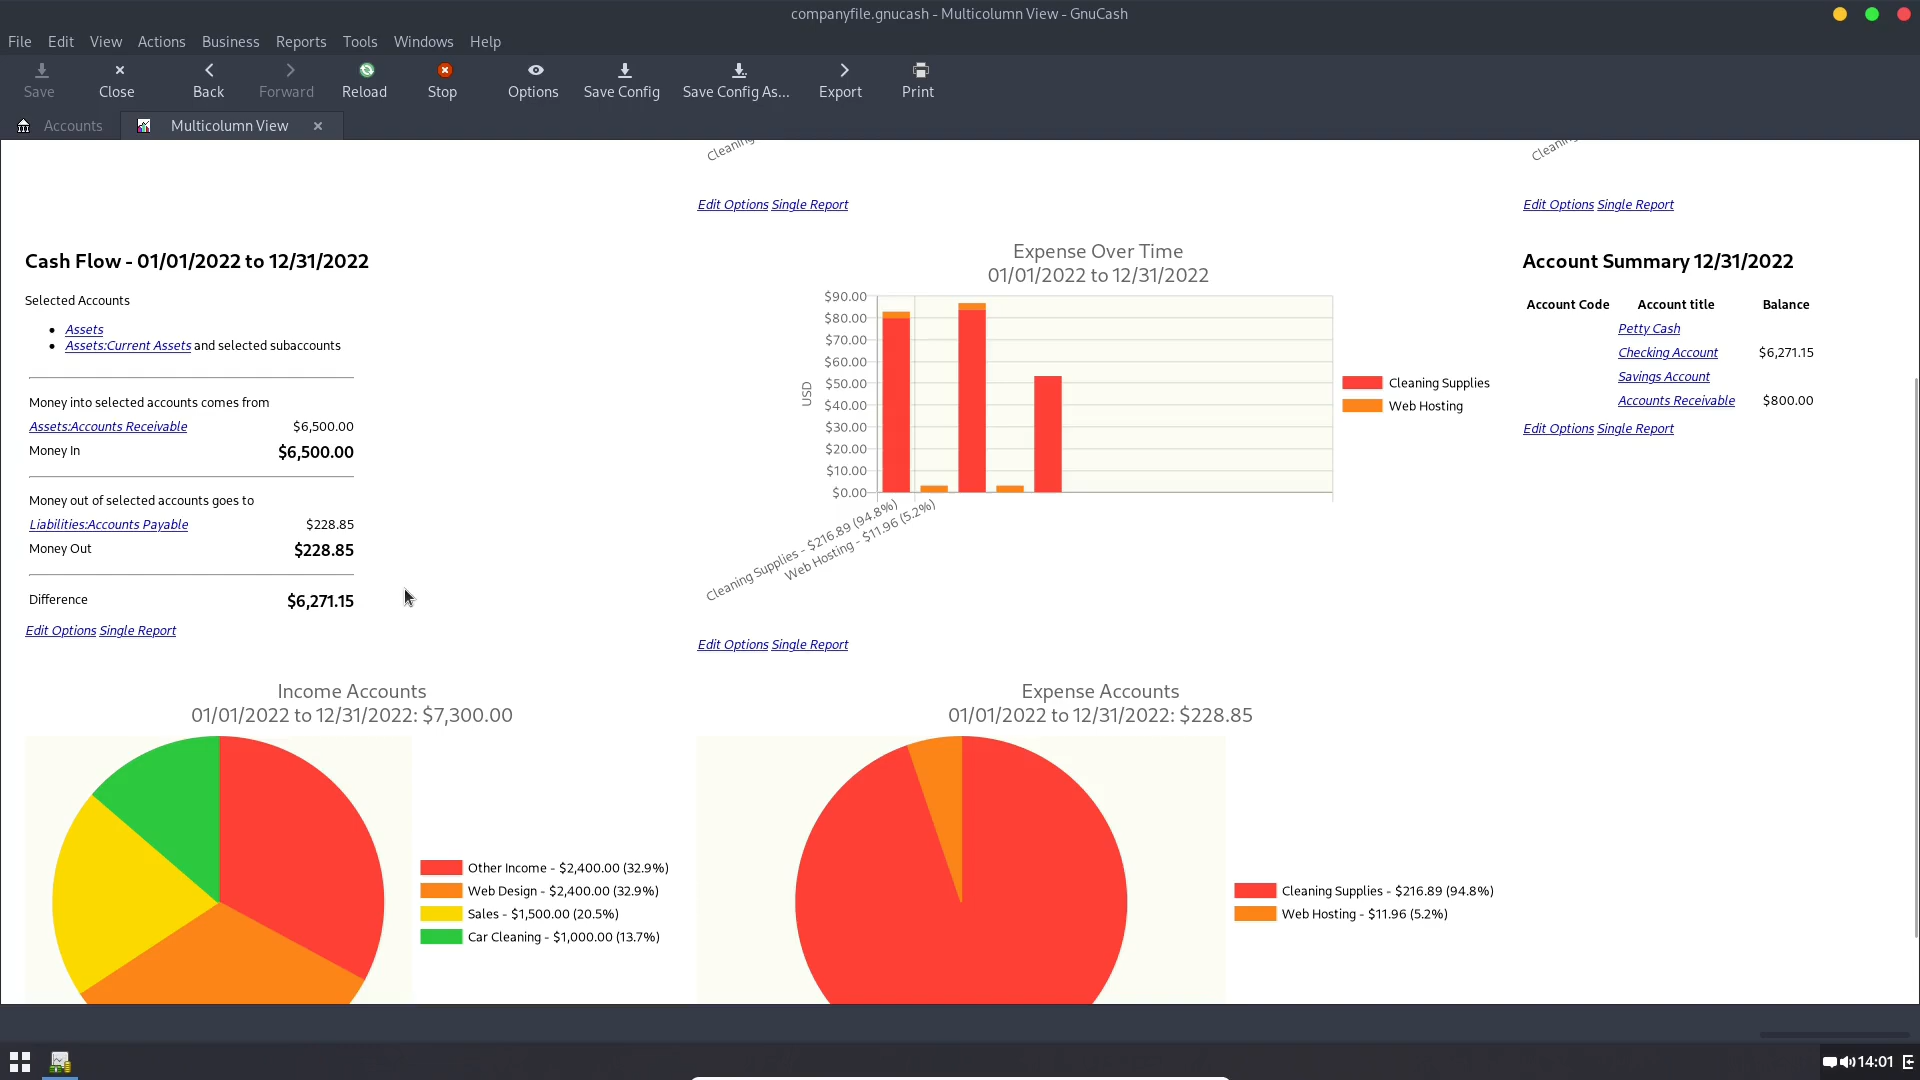 companyfile.gnucash - Multicolumn View - GnuCash
File Edit View Actions Business Reports Tools Windows Help
Save Close Back Forward Reload Stop Options Save Config Save Config As... Export Print
Accounts Multicolumn View
Cleaning
Cleaning
Edit Options Single Report
Edit Options Single Report
Cash Flow - 01/01/2022 to 12/31/2022
Selected Accounts
Assets
Assets:Current Assets and selected subaccounts
Money into selected accounts comes from
Assets:Accounts Receivable $6,500.00
Money In $6,500.00
Money out of selected accounts goes to
Liabilities:Accounts Payable $228.85
Money Out $228.85
Difference $6,271.15
Edit Options Single Report
Expense Over Time
01/01/2022 to 12/31/2022
USD
$90.00
$80.00
$70.00
$60.00
$50.00
$40.00
$30.00
$20.00
$10.00
$0.00
Cleaning Supplies - $216.89 (94.8%)
Web Hosting - $11.96 (5.2%)
Cleaning Supplies
Web Hosting
Edit Options Single Report
Account Summary 12/31/2022
Account Code Account title Balance
Petty Cash
Checking Account $6,271.15
Savings Account
Accounts Receivable $800.00
Edit Options Single Report
Income Accounts
01/01/2022 to 12/31/2022: $7,300.00
Other Income - $2,400.00 (32.9%)
Web Design - $2,400.00 (32.9%)
Sales - $1,500.00 (20.5%)
Car Cleaning - $1,000.00 (13.7%)
Expense Accounts
01/01/2022 to 12/31/2022: $228.85
Cleaning Supplies - $216.89 (94.8%)
Web Hosting - $11.96 (5.2%)
14:01